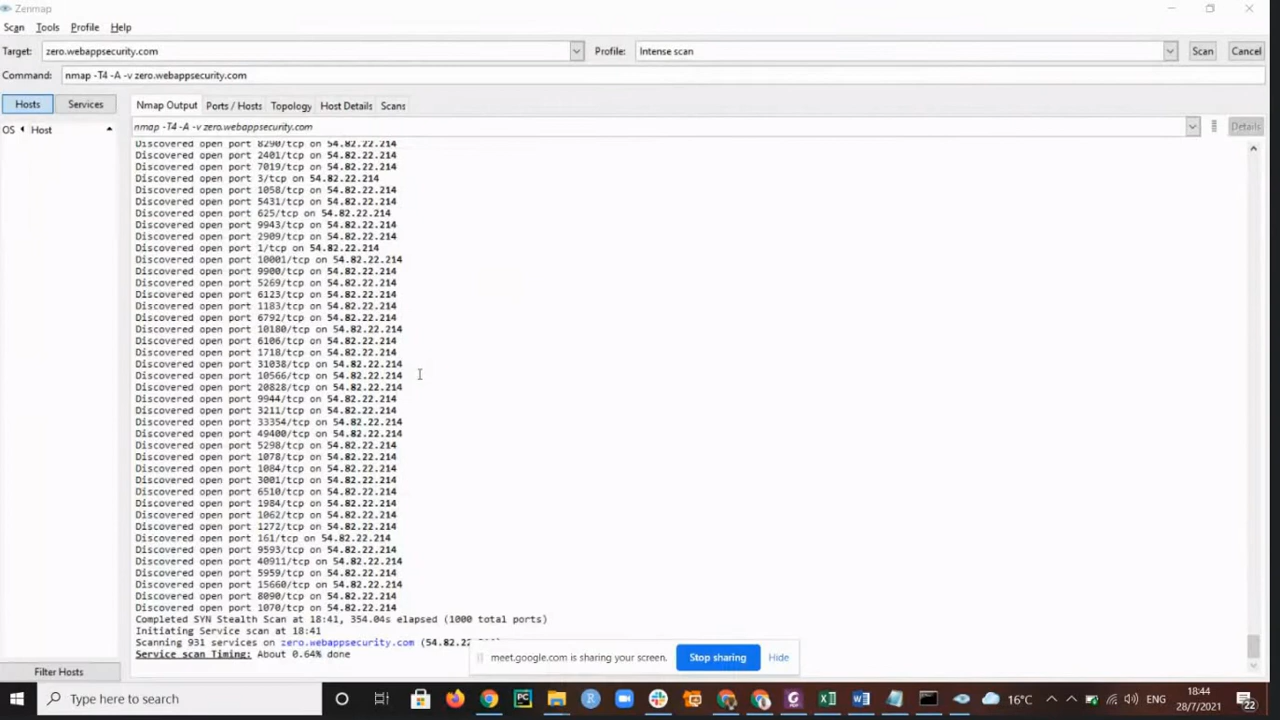 Zenmap
Scan Tools Profile Help
Target: zero.webappsecurity.com Profile: Intense scan Scan Cancel
Command: nmap -T4 -A -v zero.webappsecurity.com
Hosts Services Nmap Output Ports / Hosts Topology Host Details Scans
OS Host nmap -T4 -A -v zero.webappsecurity.com Details
Discovered open port 8290/tcp on 54.82.22.214
Discovered open port 2401/tcp on 54.82.22.214
Discovered open port 7019/tcp on 54.82.22.214
Discovered open port 3/tcp on 54.82.22.214
Discovered open port 1058/tcp on 54.82.22.214
Discovered open port 5431/tcp on 54.82.22.214
Discovered open port 625/tcp on 54.82.22.214
Discovered open port 9943/tcp on 54.82.22.214
Discovered open port 2909/tcp on 54.82.22.214
Discovered open port 1/tcp on 54.82.22.214
Discovered open port 10001/tcp on 54.82.22.214
Discovered open port 9900/tcp on 54.82.22.214
Discovered open port 5269/tcp on 54.82.22.214
Discovered open port 6123/tcp on 54.82.22.214
Discovered open port 1183/tcp on 54.82.22.214
Discovered open port 6792/tcp on 54.82.22.214
Discovered open port 10180/tcp on 54.82.22.214
Discovered open port 6106/tcp on 54.82.22.214
Discovered open port 1718/tcp on 54.82.22.214
Discovered open port 31038/tcp on 54.82.22.214
Discovered open port 10566/tcp on 54.82.22.214
Discovered open port 20828/tcp on 54.82.22.214
Discovered open port 9944/tcp on 54.82.22.214
Discovered open port 3211/tcp on 54.82.22.214
Discovered open port 33354/tcp on 54.82.22.214
Discovered open port 49400/tcp on 54.82.22.214
Discovered open port 5298/tcp on 54.82.22.214
Discovered open port 1078/tcp on 54.82.22.214
Discovered open port 1084/tcp on 54.82.22.214
Discovered open port 3001/tcp on 54.82.22.214
Discovered open port 6510/tcp on 54.82.22.214
Discovered open port 1984/tcp on 54.82.22.214
Discovered open port 1062/tcp on 54.82.22.214
Discovered open port 1272/tcp on 54.82.22.214
Discovered open port 161/tcp on 54.82.22.214
Discovered open port 9593/tcp on 54.82.22.214
Discovered open port 40911/tcp on 54.82.22.214
Discovered open port 5959/tcp on 54.82.22.214
Discovered open port 15660/tcp on 54.82.22.214
Discovered open port 8090/tcp on 54.82.22.214
Discovered open port 1070/tcp on 54.82.22.214
Completed SYN Stealth Scan at 18:41, 354.04s elapsed (1000 total ports)
Initiating Service scan at 18:41
Scanning 931 services on zero.webappsecurity.com (54.82.22
Service scan Timing: About 0.64% done
meet.google.com is sharing your screen. Stop sharing Hide
Filter Hosts
Type here to search 16°C ENG 18:44
28/7/2021 22